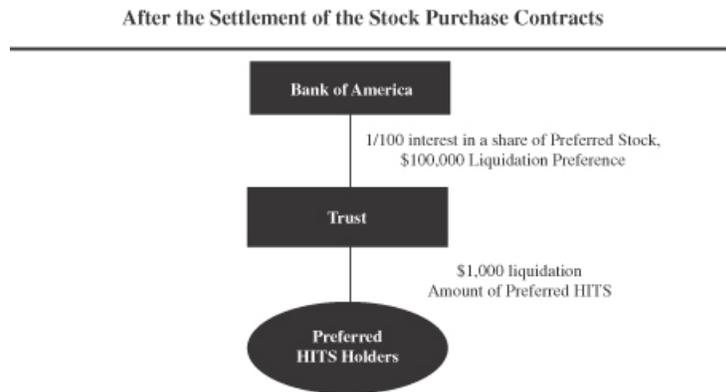 After the Settlement of the Stock Purchase Contracts
Bank of America
1/100 interest in a share of Preferred Stock,
$100,000 Liquidation Preference
Trust
$1,000 liquidation
Amount of Preferred HITS
Preferred
HITS Holders